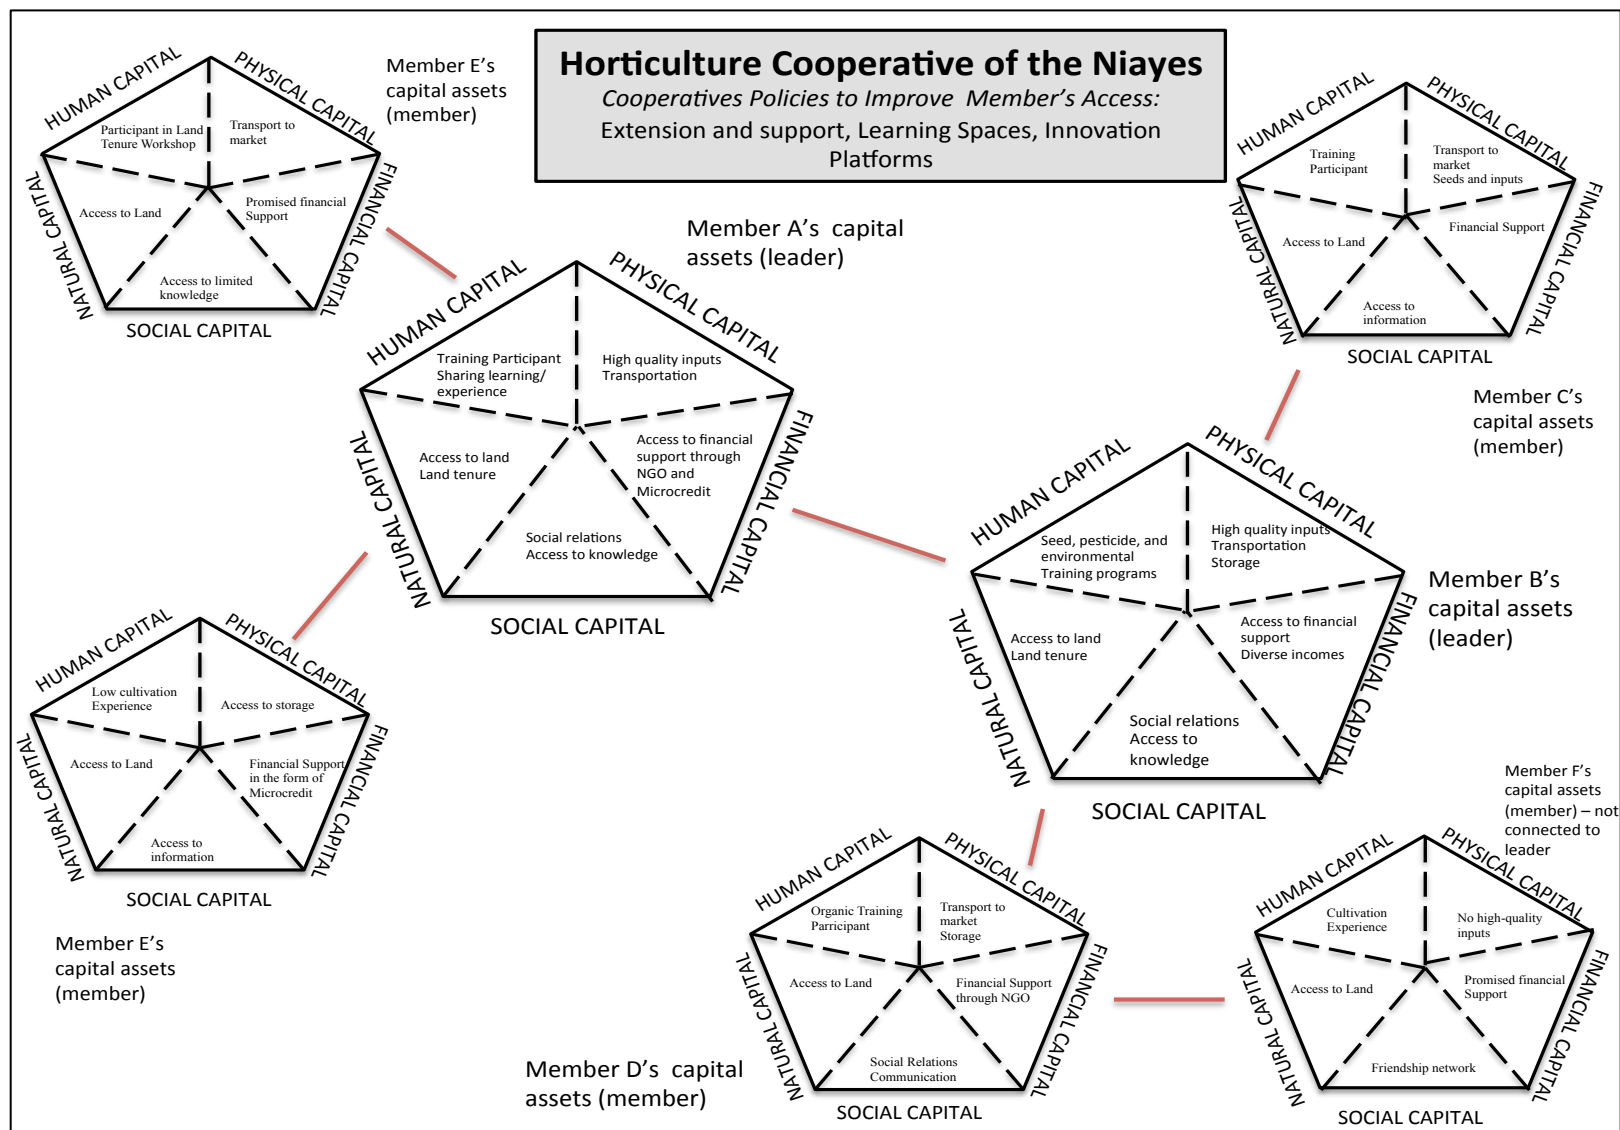 Horticulture Cooperative of the Niayes
Cooperatives Policies to Improve Member's Access:
Extension and support, Learning Spaces, Innovation
Platforms
Member E's
capital assets
(member)
HUMAN CAPITAL
PHYSICAL CAPITAL
FINANCIAL CAPITAL
NATURAL CAPITAL
SOCIAL CAPITAL
Participant in Land
Tenure Workshop
Transport to
market
Access to Land
Promised financial
Support
Access to limited
knowledge
Member A's capital
assets (leader)
HUMAN CAPITAL
PHYSICAL CAPITAL
FINANCIAL CAPITAL
NATURAL CAPITAL
SOCIAL CAPITAL
Training Participant
Sharing learning/
experience
High quality inputs
Transportation
Access to land
Land tenure
Access to financial
support through
NGO and
Microcredit
Social relations
Access to knowledge
HUMAN CAPITAL
PHYSICAL CAPITAL
FINANCIAL CAPITAL
NATURAL CAPITAL
SOCIAL CAPITAL
Training
Participant
Transport to
market
Seeds and inputs
Access to Land
Financial Support
Access to
information
Member C's
capital assets
(member)
HUMAN CAPITAL
PHYSICAL CAPITAL
FINANCIAL CAPITAL
NATURAL CAPITAL
SOCIAL CAPITAL
Seed, pesticide, and
environmental
Training programs
High quality inputs
Transportation
Storage
Access to land
Land tenure
Access to financial
support
Diverse incomes
Social relations
Access to
knowledge
Member B's
capital assets
(leader)
HUMAN CAPITAL
PHYSICAL CAPITAL
FINANCIAL CAPITAL
NATURAL CAPITAL
SOCIAL CAPITAL
Low cultivation
Experience
Access to storage
Access to Land
Financial Support
in the form of
Microcredit
Access to
information
Member E's
capital assets
(member)
HUMAN CAPITAL
PHYSICAL CAPITAL
FINANCIAL CAPITAL
NATURAL CAPITAL
SOCIAL CAPITAL
Organic Training
Parricipant
Transport to
market
Storage
Access to Land
Financial Support
through NGO
Social Relations
Communication
Member D's capital
assets (member)
Member F's
capital assets
(member) – not
connected to
leader
HUMAN CAPITAL
PHYSICAL CAPITAL
FINANCIAL CAPITAL
NATURAL CAPITAL
SOCIAL CAPITAL
Cultivation
Experience
No high-quality
inputs
Access to Land
Promised financial
Support
Friendship network